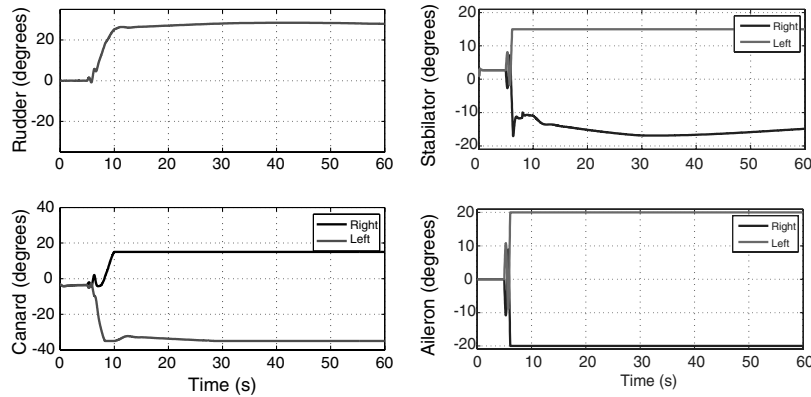 Rudder (degrees)
20
0
-20
0 10 20 30 40 50 60
Stabilator (degrees)
20
10
0
-10
-20
Right
Left
0 10 20 30 40 50 60
Canard (degrees)
40
20
0
-20
-40
Right
Left
0 10 20 30 40 50 60
Time (s)
Aileron (degrees)
20
10
0
-10
-20
Right
Left
0 10 20 30 40 50 60
Time (s)